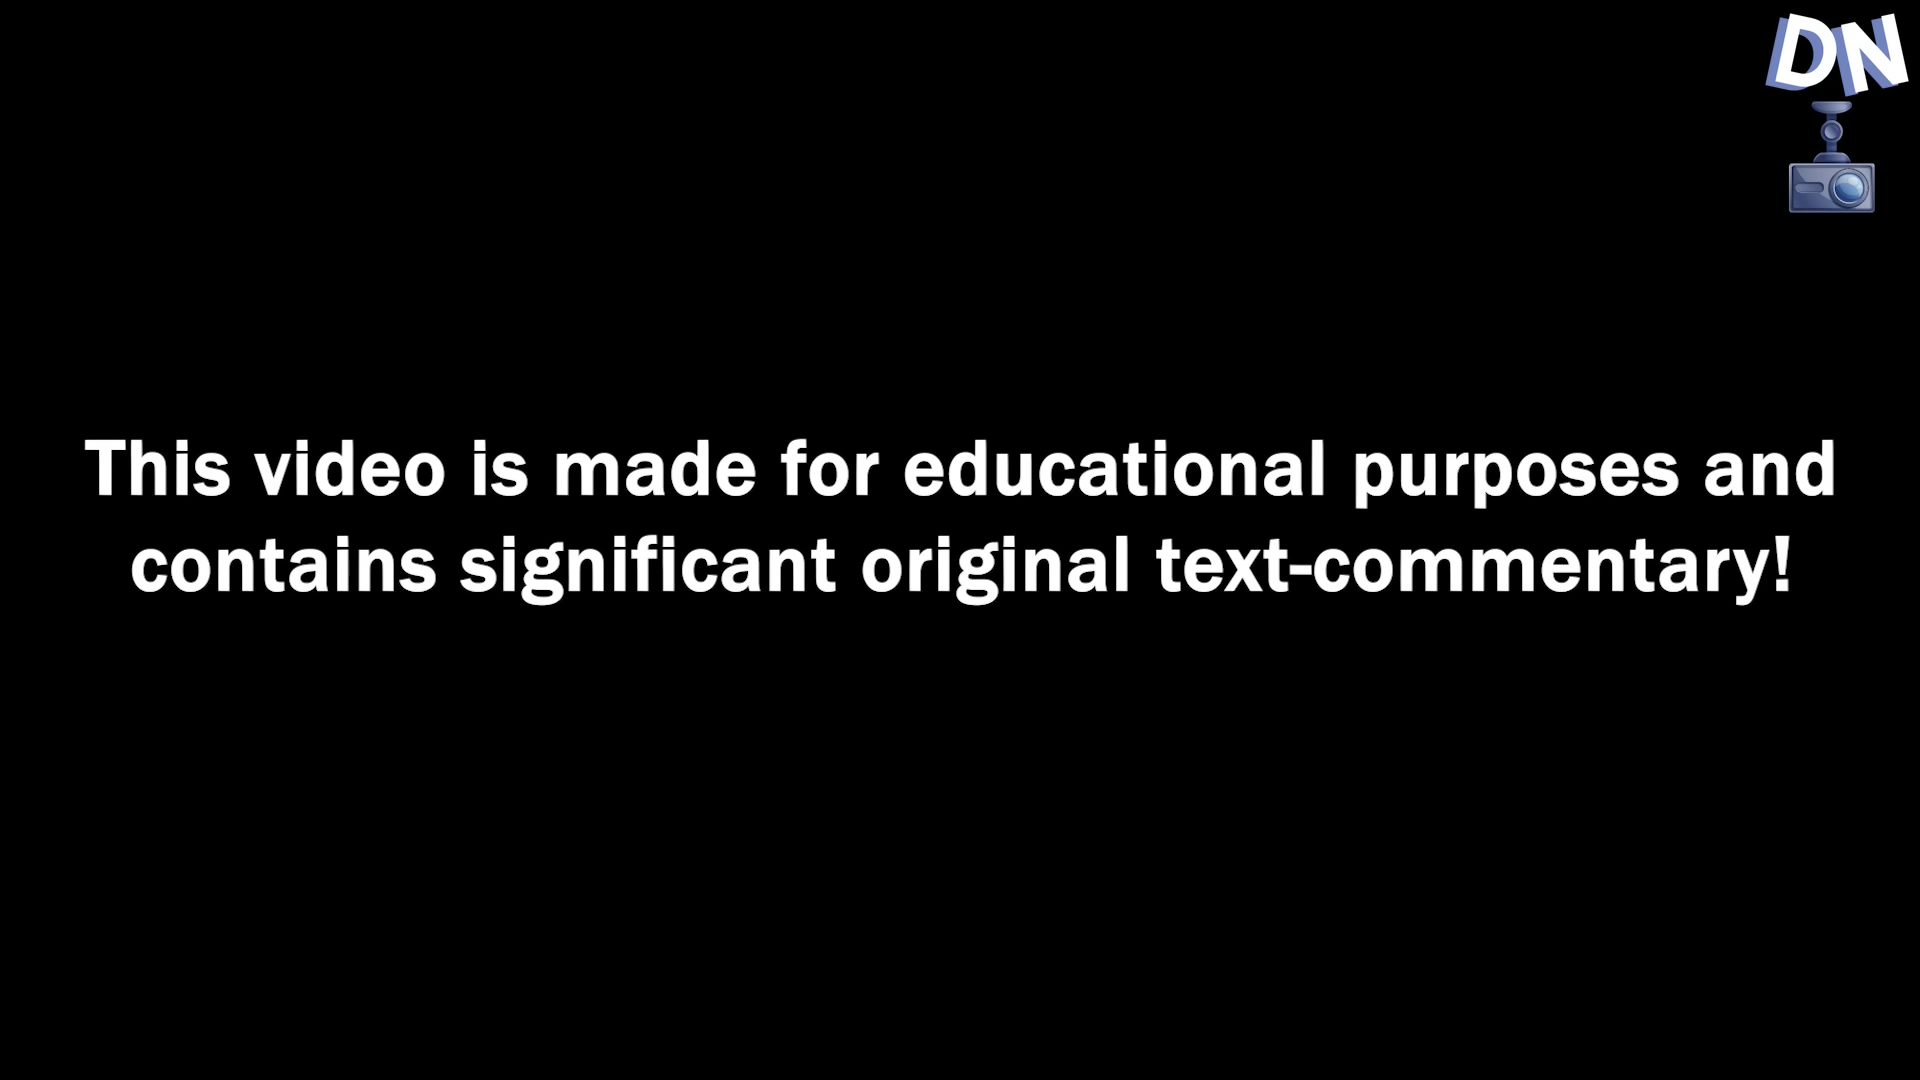 DN
This video is made for educational purposes and
contains significant original text-commentary!